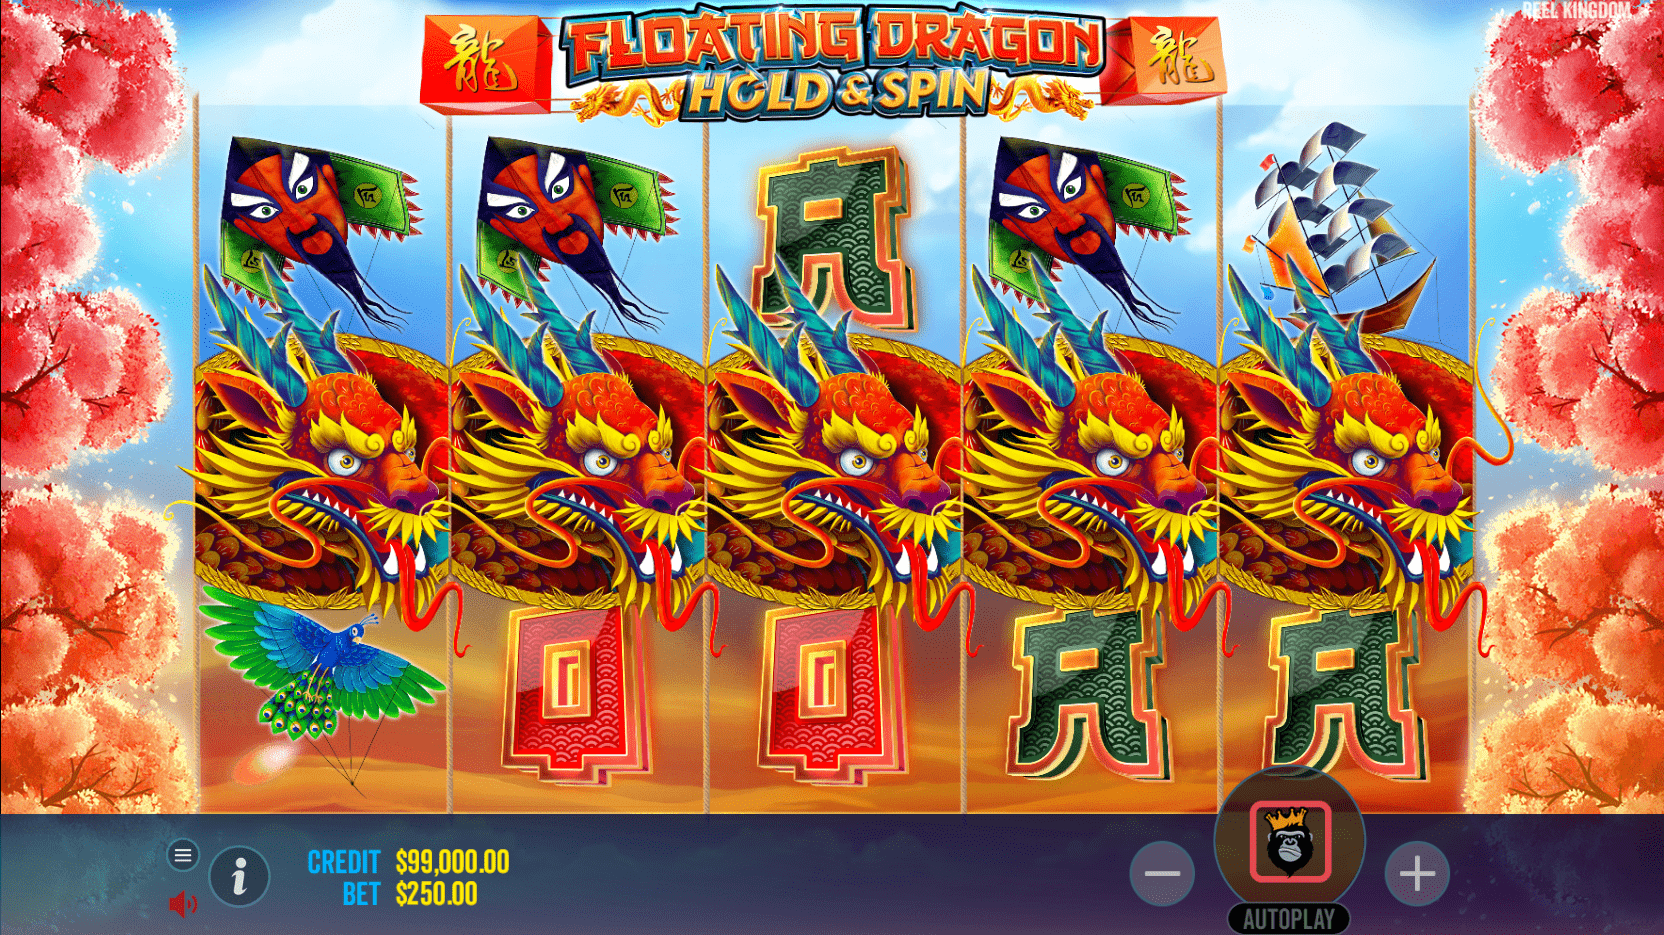 REEL KINGDOM
龍
FLOATING DRAGON
龍
HOLD & SPIN
A
A
A
CREDIT $99,000.00
BET $250.00
i
AUTOPLAY